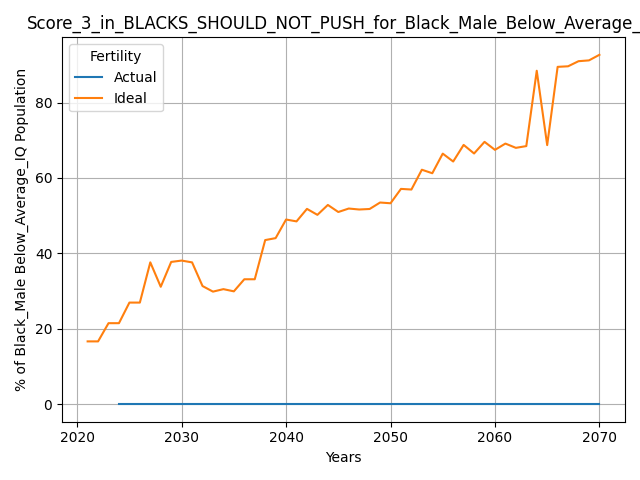 Score_3_in_BLACKS_SHOULD_NOT_PUSH_for_Black_Male_Below_Average_
Fertility
Actual
Ideal
% of Black_Male Below_Average_IQ Population
80
60
40
20
0
2020 2030 2040 2050 2060 2070
Years